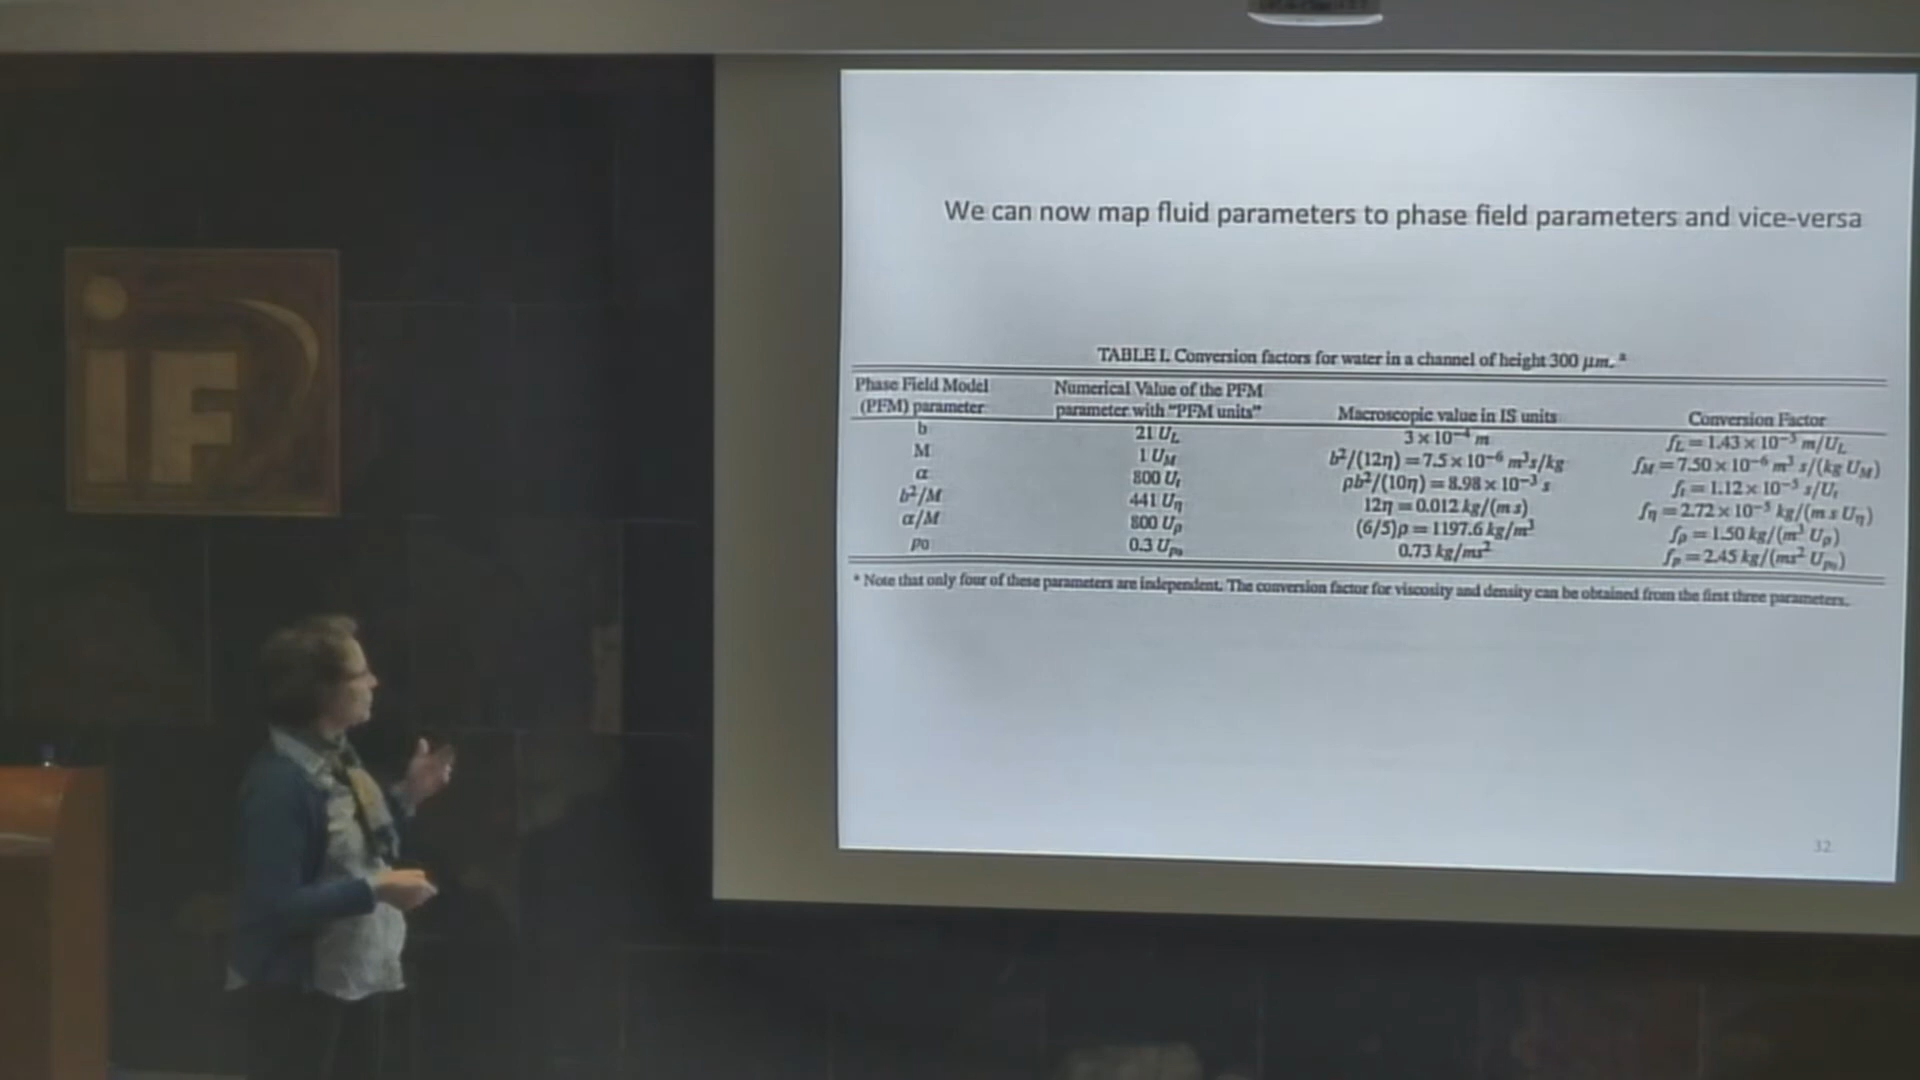 iF
We can now map fluid parameters to phase field parameters and vice-versa
TABLE I. Conversion factors for water in a channel of height 300 μm. ª
Phase Field Model (PFM) parameter Numerical Value of the PFM parameter with "PFM units" Macroscopic value in IS units Conversion Factor
b 21 U_L 3 × 10⁻⁴ m f_L = 1.43 × 10⁻⁵ m/U_L
M 1 U_M b²/(12η) = 7.5 × 10⁻⁶ m³s/kg f_M = 7.50 × 10⁻⁶ m³ s/(kg U_M)
α 800 U_t ρb²/(10η) = 8.98 × 10⁻³ s f_t = 1.12 × 10⁻⁵ s/U_t
b²/M 441 U_η 12η = 0.012 kg/(m s) f_η = 2.72 × 10⁻⁵ kg/(m s U_η)
α/M 800 U_ρ (6/5)ρ = 1197.6 kg/m³ f_ρ = 1.50 kg/(m³ U_ρ)
p₀ 0.3 U_p₀ 0.73 kg/ms² f_p = 2.45 kg/(ms² U_p₀)
ª Note that only four of these parameters are independent. The conversion factor for viscosity and density can be obtained from the first three parameters.
32